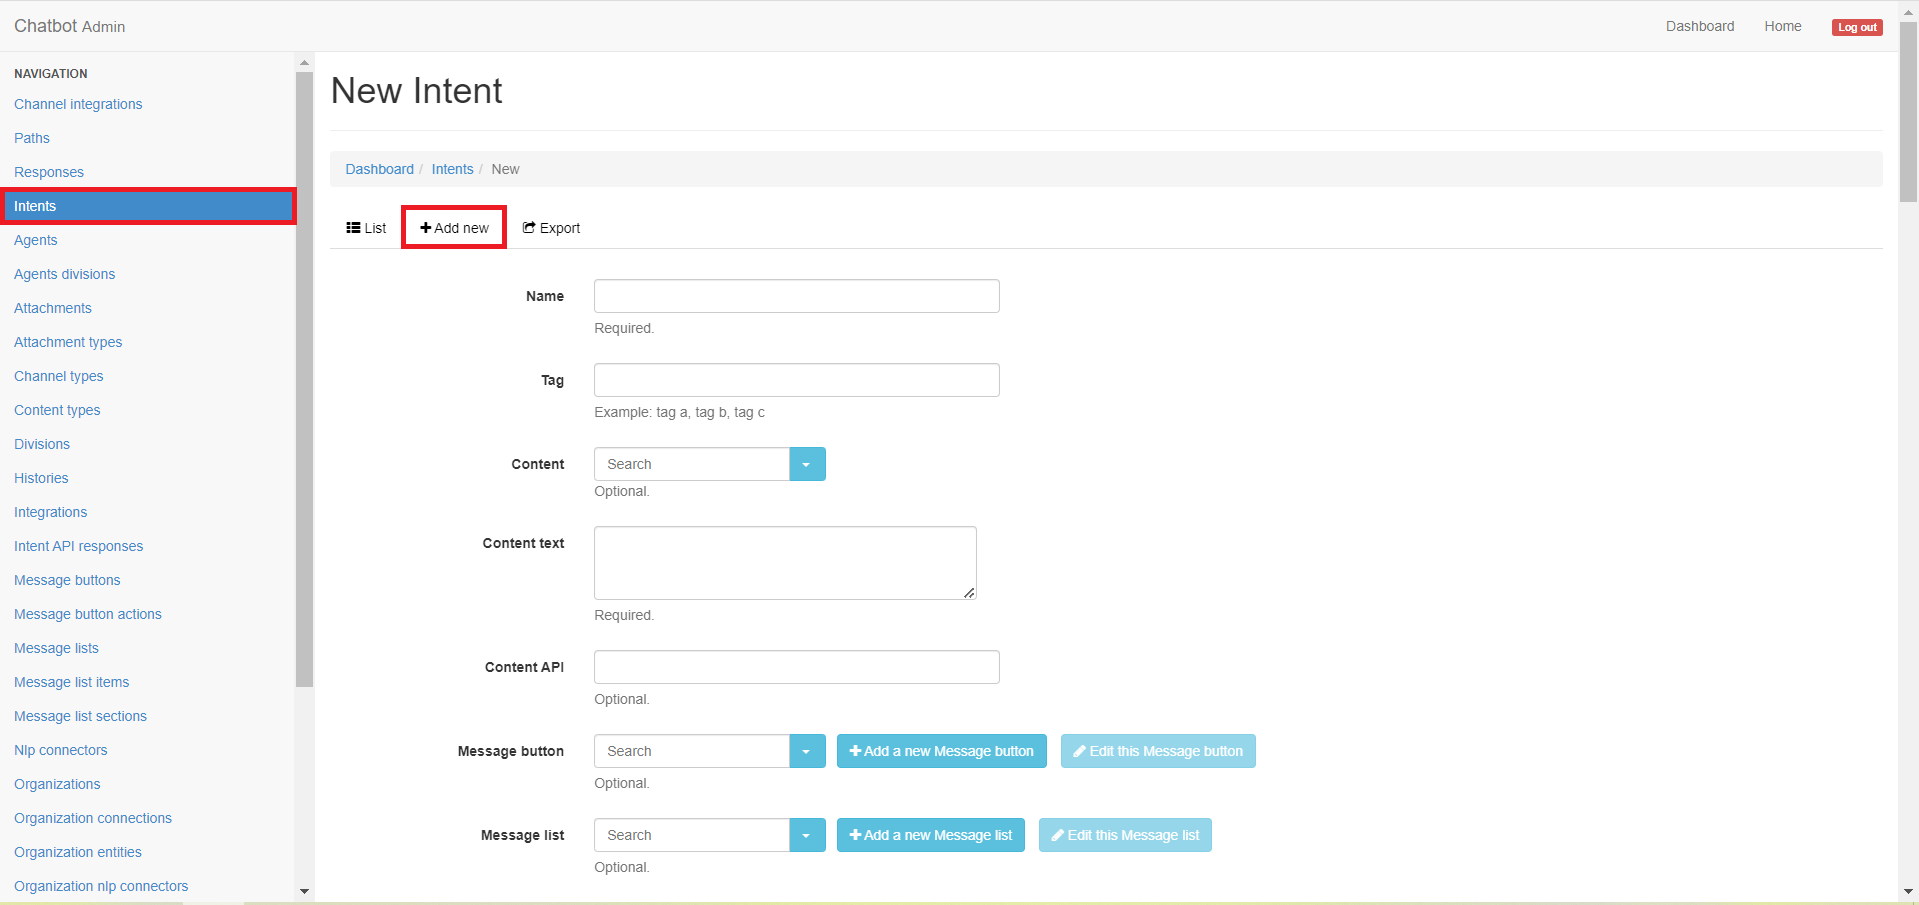 Chatbot Admin
Dashboard Home Log out
NAVIGATION
Channel integrations
Paths
Responses
Intents
Agents
Agents divisions
Attachments
Attachment types
Channel types
Content types
Divisions
Histories
Integrations
Intent API responses
Message buttons
Message button actions
Message lists
Message list items
Message list sections
Nlp connectors
Organizations
Organization connections
Organization entities
Organization nlp connectors
New Intent
Dashboard / Intents / New
List Add new Export
Name
Required.
Tag
Example: tag a, tag b, tag c
Content Search
Optional.
Content text
Required.
Content API
Optional.
Message button Search Add a new Message button Edit this Message button
Optional.
Message list Search Add a new Message list Edit this Message list
Optional.